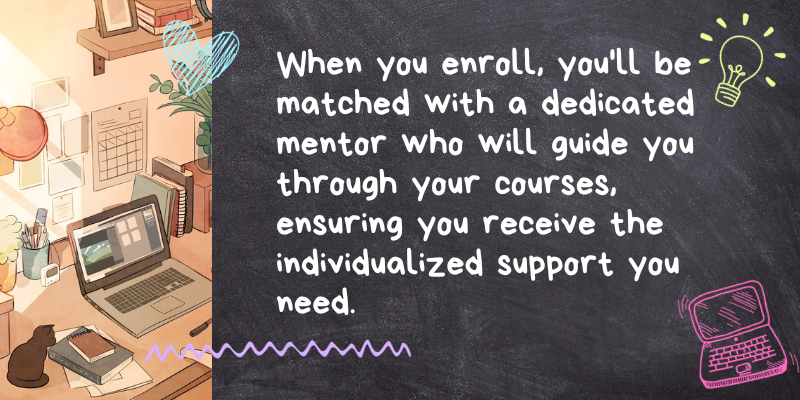 When you enroll, you'll be
matched with a dedicated
mentor who will guide you
through your courses,
ensuring you receive the
individualized support you
need.